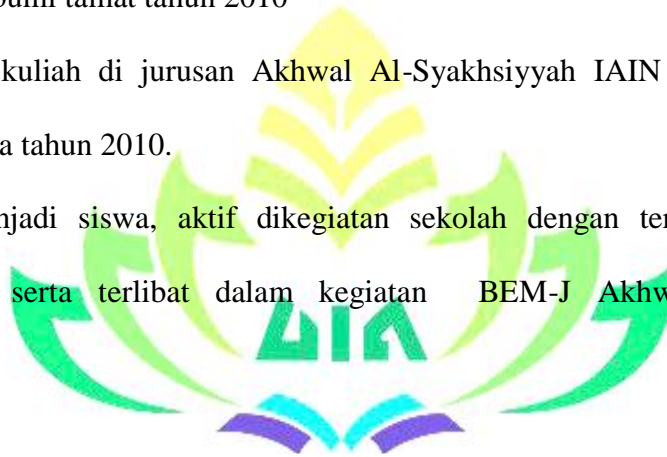 tamat tahun 2010
kuliah di jurusan Akhwal Al-Syakhsiyyah IAIN
tahun 2010.
siswa, aktif dikegiatan sekolah dengan
serta terlibat dalam kegiatan BEM-J